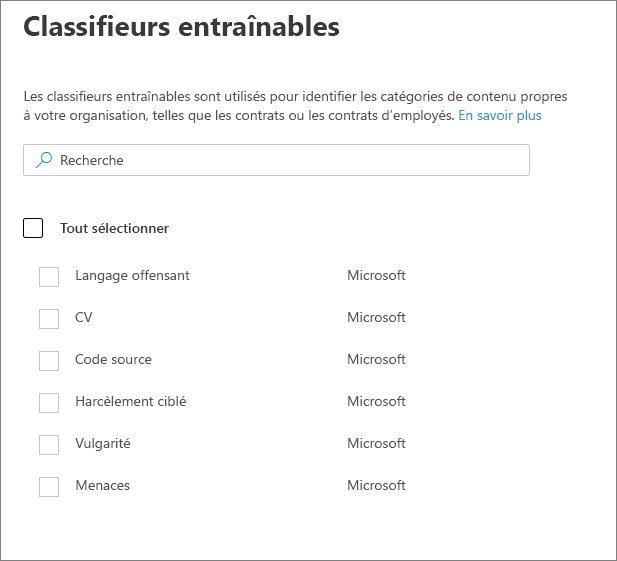 Classifieurs entraînables
Les classifieurs entraînables sont utilisés pour identifier les catégories de contenu propres
à votre organisation, telles que les contrats ou les contrats d’employés. En savoir plus
Recherche
Tout sélectionner
Langage offensant Microsoft
CV Microsoft
Code source Microsoft
Harcèlement ciblé Microsoft
Vulgarité Microsoft
Menaces Microsoft